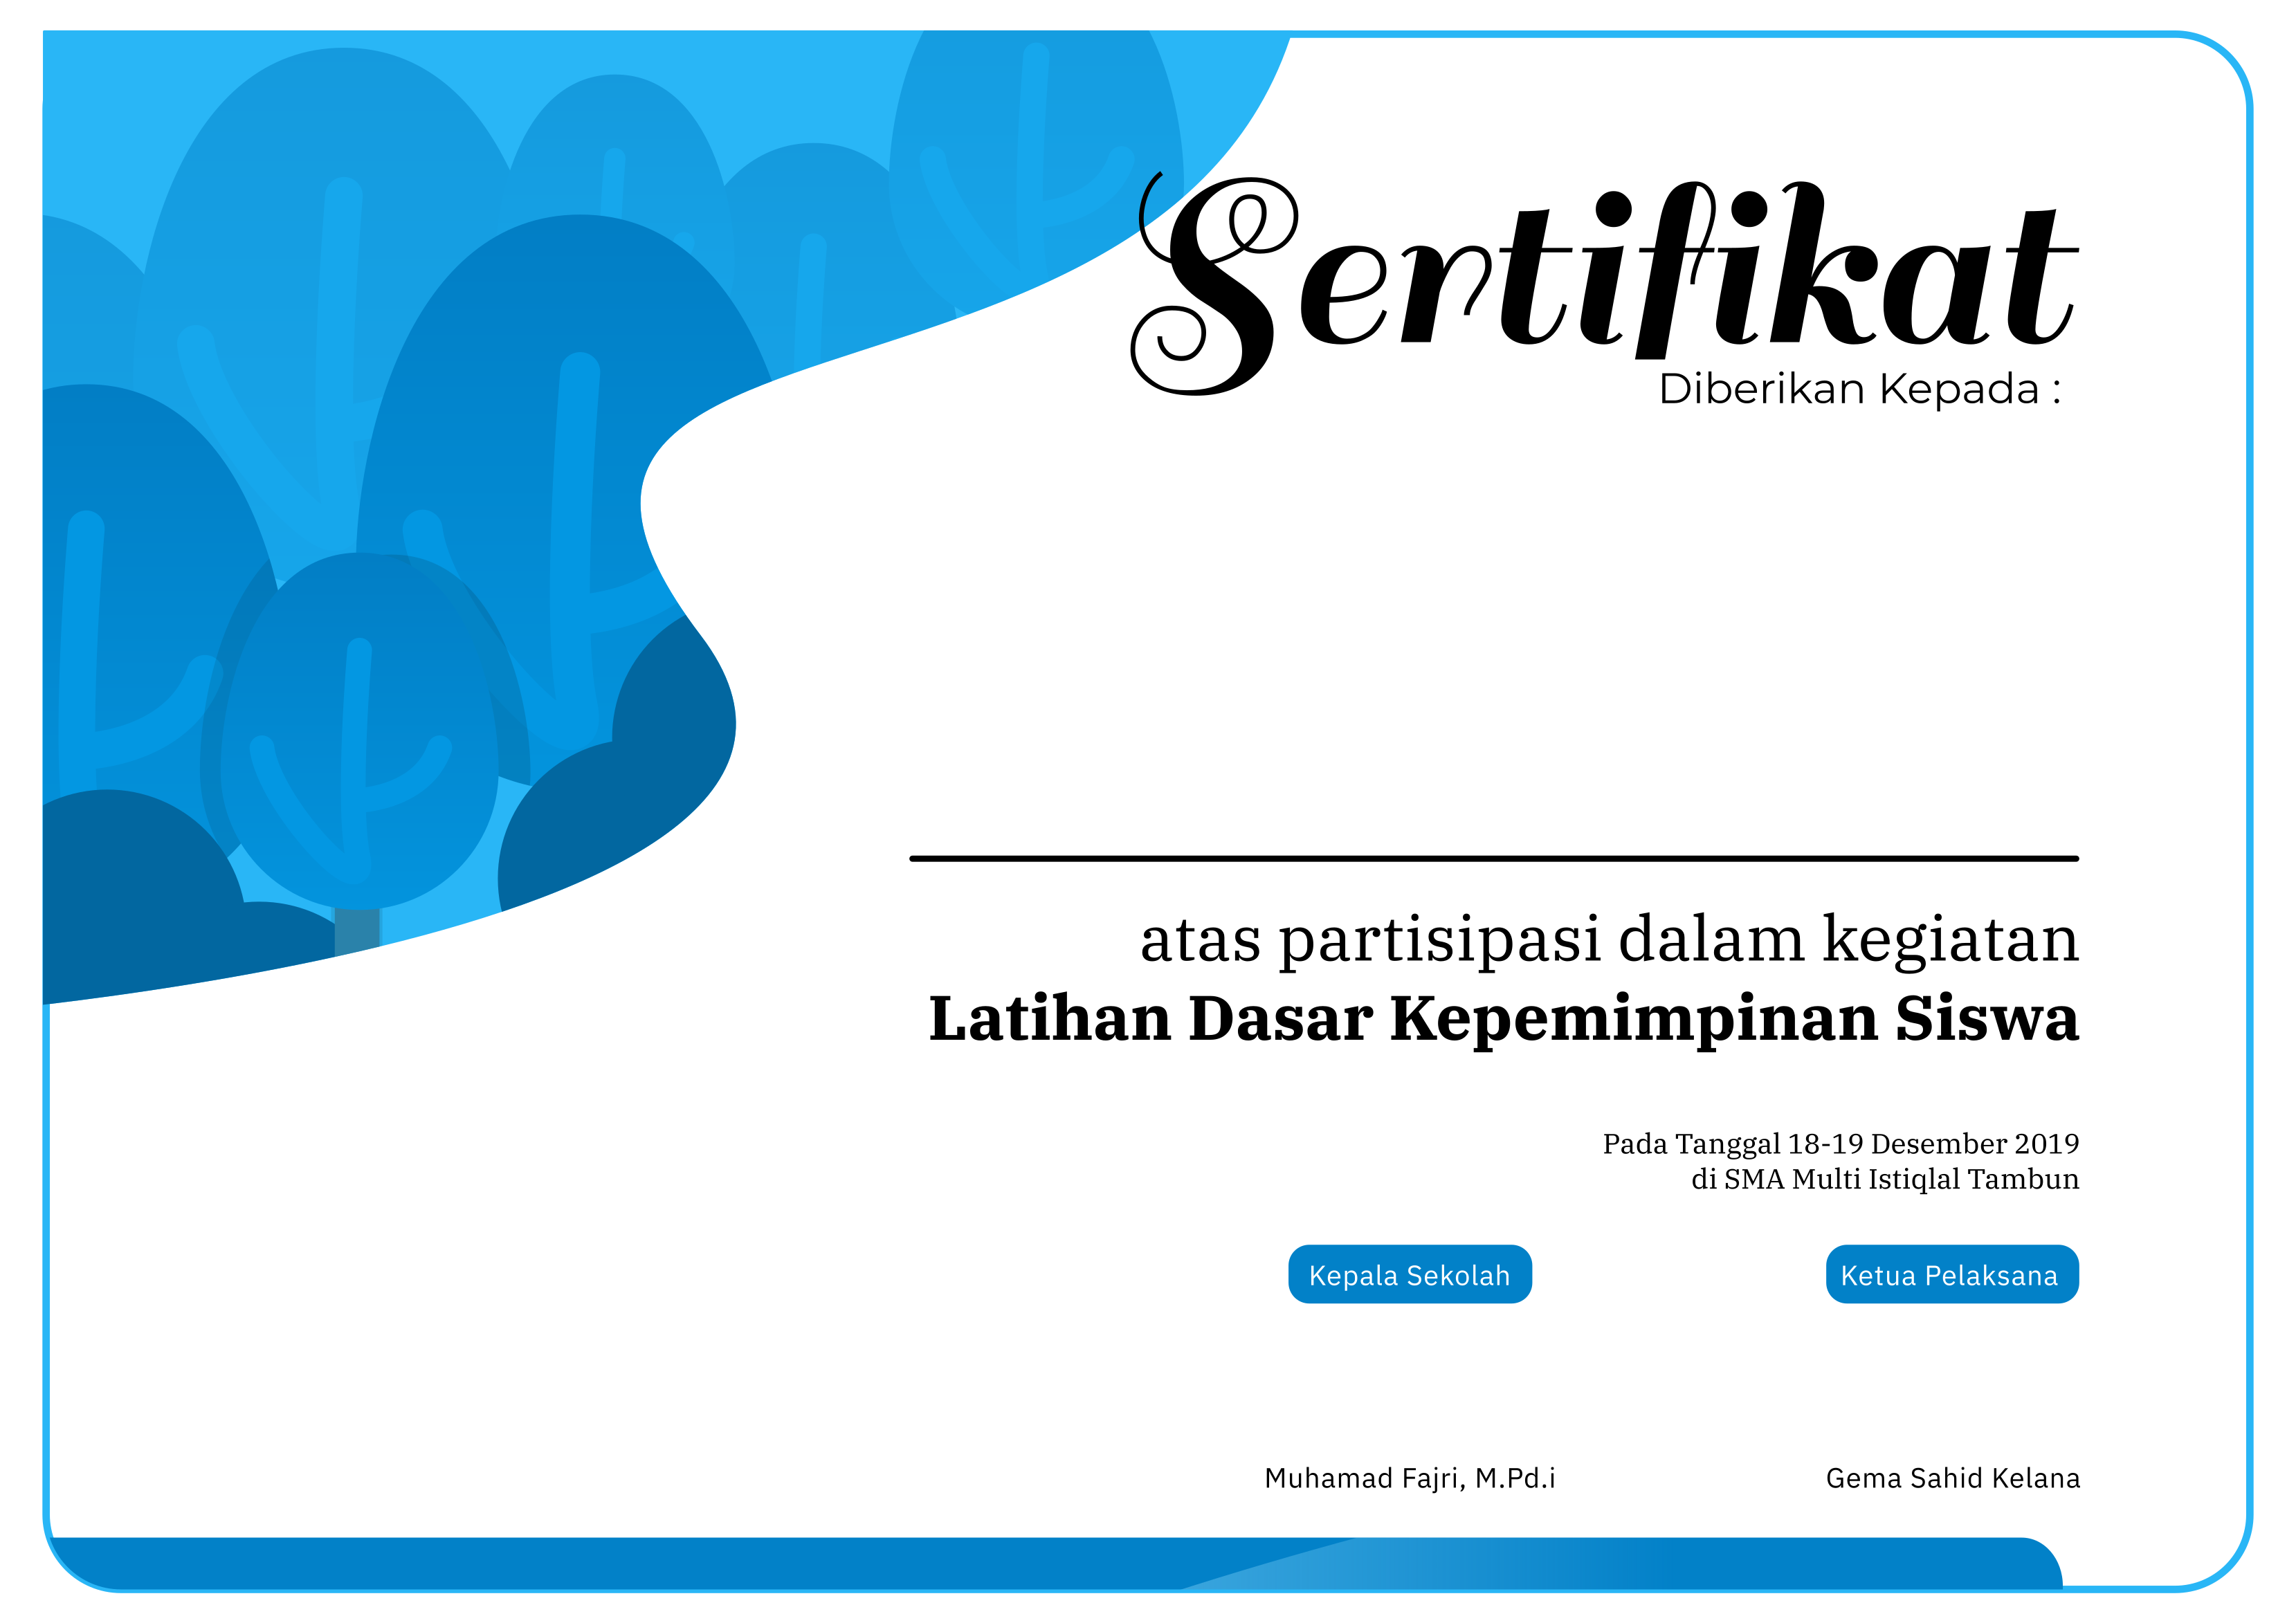 Sertifikat
Diberikan Kepada :
atas partisipasi dalam kegiatan
Latihan Dasar Kepemimpinan Siswa
Pada Tanggal 18-19 Desember 2019
di SMA Multi Istiqlal Tambun
Kepala Sekolah
Ketua Pelaksana
Muhamad Fajri, M.Pd.i
Gema Sahid Kelana